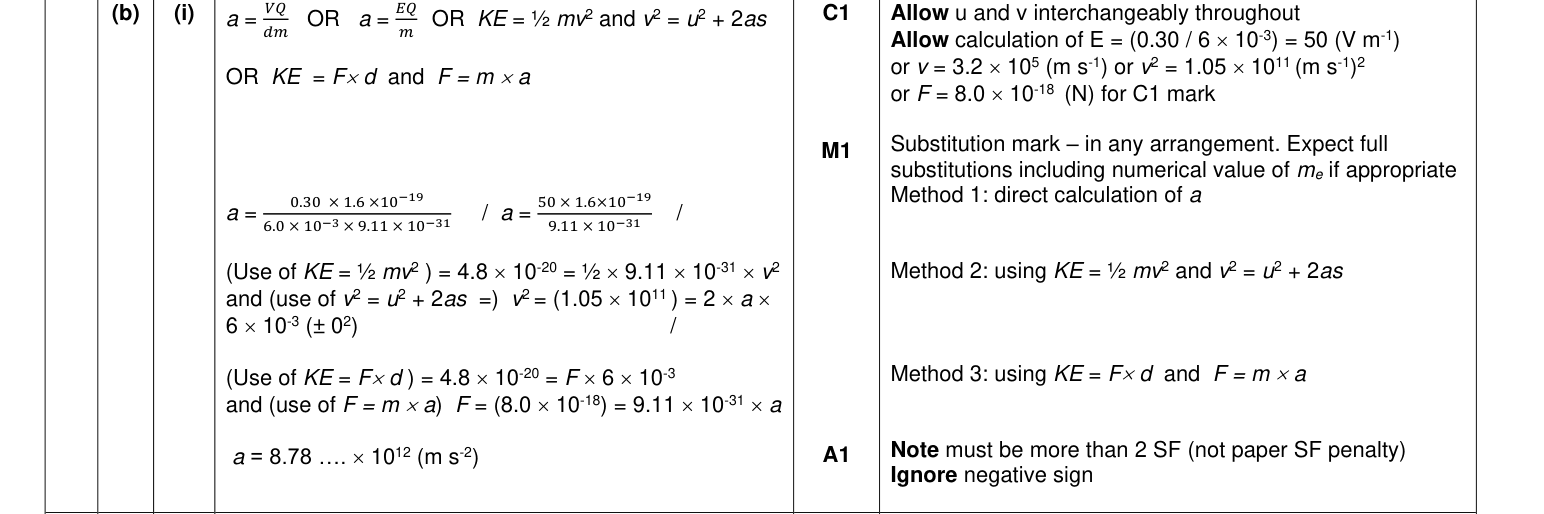 (b) (i) a = VQ/dm OR a = EQ/m OR KE = ½ mv² and v² = u² + 2as
OR KE = F× d and F = m × a
C1
Allow u and v interchangeably throughout
Allow calculation of E = (0.30 / 6 × 10⁻³) = 50 (V m⁻¹)
or v = 3.2 × 10⁵ (m s⁻¹) or v² = 1.05 × 10¹¹ (m s⁻¹)²
or F = 8.0 × 10⁻¹⁸ (N) for C1 mark
M1
Substitution mark – in any arrangement. Expect full
substitutions including numerical value of mₑ if appropriate
Method 1: direct calculation of a
a = 0.30 × 1.6 ×10⁻¹⁹ / 6.0 × 10⁻³ × 9.11 × 10⁻³¹ / a = 50 × 1.6×10⁻¹⁹ / 9.11 × 10⁻³¹ /
(Use of KE = ½ mv² ) = 4.8 × 10⁻²⁰ = ½ × 9.11 × 10⁻³¹ × v²
and (use of v² = u² + 2as =) v² = (1.05 × 10¹¹ ) = 2 × a ×
6 × 10⁻³ (± 0²) /
Method 2: using KE = ½ mv² and v² = u² + 2as
(Use of KE = F× d ) = 4.8 × 10⁻²⁰ = F × 6 × 10⁻³
and (use of F = m × a) F = (8.0 × 10⁻¹⁸) = 9.11 × 10⁻³¹ × a
Method 3: using KE = F× d and F = m × a
a = 8.78 …. × 10¹² (m s⁻²)
A1
Note must be more than 2 SF (not paper SF penalty)
Ignore negative sign